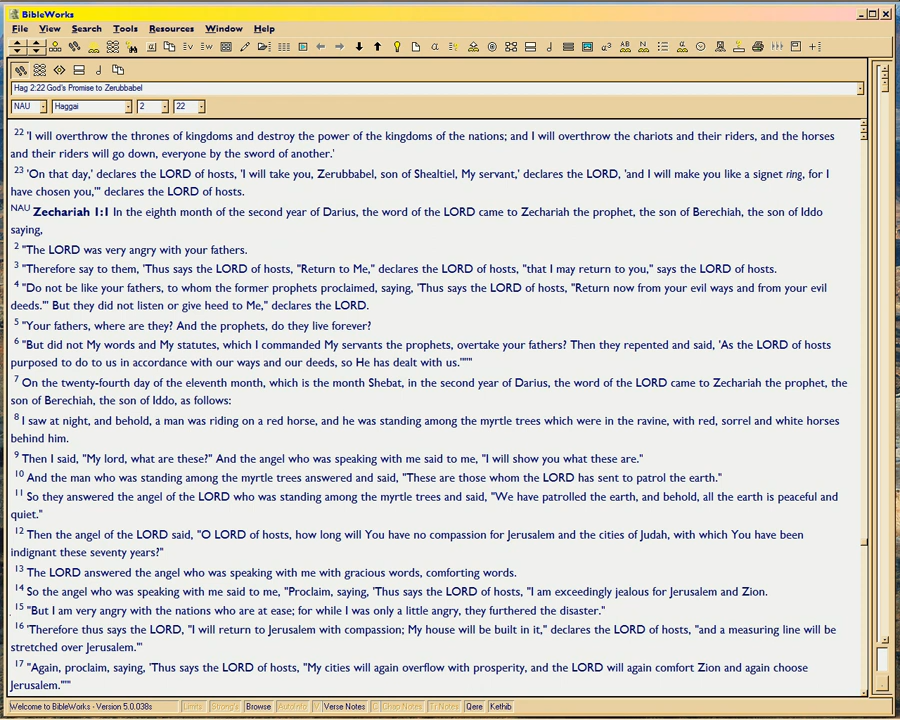 BibleWorks
File View Search Tools Resources Window Help
Hag 2:22 God's Promise to Zerubbabel
NAU Haggai 2 22
22 'I will overthrow the thrones of kingdoms and destroy the power of the kingdoms of the nations; and I will overthrow the chariots and their riders, and the horses
and their riders will go down, everyone by the sword of another.'
23 'On that day,' declares the LORD of hosts, 'I will take you, Zerubbabel, son of Shealtiel, My servant,' declares the LORD, 'and I will make you like a signet ring, for I
have chosen you,'" declares the LORD of hosts.
NAU Zechariah 1:1 In the eighth month of the second year of Darius, the word of the LORD came to Zechariah the prophet, the son of Berechiah, the son of Iddo
saying,
2 "The LORD was very angry with your fathers.
3 "Therefore say to them, 'Thus says the LORD of hosts, "Return to Me," declares the LORD of hosts, "that I may return to you," says the LORD of hosts.
4 "Do not be like your fathers, to whom the former prophets proclaimed, saying, 'Thus says the LORD of hosts, "Return now from your evil ways and from your evil
deeds."' But they did not listen or give heed to Me," declares the LORD.
5 "Your fathers, where are they? And the prophets, do they live forever?
6 "But did not My words and My statutes, which I commanded My servants the prophets, overtake your fathers? Then they repented and said, 'As the LORD of hosts
purposed to do to us in accordance with our ways and our deeds, so He has dealt with us.'"'"
7 On the twenty-fourth day of the eleventh month, which is the month Shebat, in the second year of Darius, the word of the LORD came to Zechariah the prophet, the
son of Berechiah, the son of Iddo, as follows:
8 I saw at night, and behold, a man was riding on a red horse, and he was standing among the myrtle trees which were in the ravine, with red, sorrel and white horses
behind him.
9 Then I said, "My lord, what are these?" And the angel who was speaking with me said to me, "I will show you what these are."
10 And the man who was standing among the myrtle trees answered and said, "These are those whom the LORD has sent to patrol the earth."
11 So they answered the angel of the LORD who was standing among the myrtle trees and said, "We have patrolled the earth, and behold, all the earth is peaceful and
quiet."
12 Then the angel of the LORD said, "O LORD of hosts, how long will You have no compassion for Jerusalem and the cities of Judah, with which You have been
indignant these seventy years?"
13 The LORD answered the angel who was speaking with me with gracious words, comforting words.
14 So the angel who was speaking with me said to me, "Proclaim, saying, 'Thus says the LORD of hosts, "I am exceedingly jealous for Jerusalem and Zion.
15 "But I am very angry with the nations who are at ease; for while I was only a little angry, they furthered the disaster."
16 'Therefore thus says the LORD, "I will return to Jerusalem with compassion; My house will be built in it," declares the LORD of hosts, "and a measuring line will be
stretched over Jerusalem."'
17 "Again, proclaim, saying, 'Thus says the LORD of hosts, "My cities will again overflow with prosperity, and the LORD will again comfort Zion and again choose
Jerusalem."'"
Welcome to BibleWorks - Version 5.0.038s Limits Strong's Browse AutoInfo V Verse Notes C Chap Notes Tr.Notes Qere Kethib